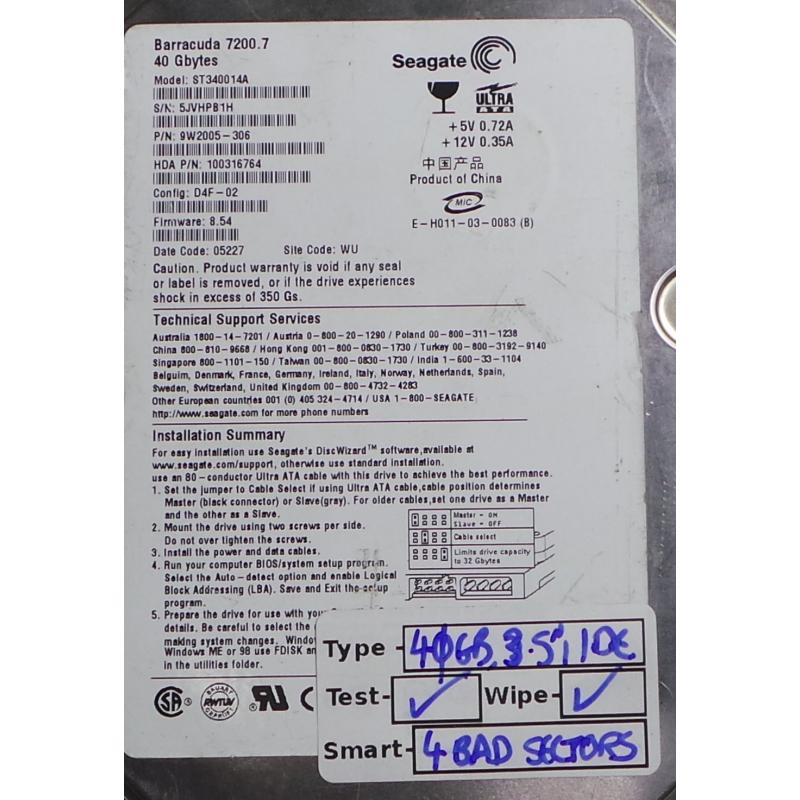 Barracuda 7200.7
40 Gbytes
Model: ST340014A
S/N: 5JVHPB1H
P/N: 9W2005-306
HDA P/N: 100316764
Config: D4F-02
Firmware: 8.54
Date Code: 05227 Site Code: WU
Seagate
ULTRA
ATA
+5V 0.72A
+12V 0.35A
中国产品
Product of China
MIC
E-H011-03-0083 (B)
Caution. Product warranty is void if any seal
or label is removed, or if the drive experiences
shock in excess of 350 Gs.
Technical Support Services
Australia 1800-14-7201 / Austria 0-800-20-1290 / Poland 00-800-311-1238
China 800-810-9668 / Hong Kong 001-800-0830-1730 / Turkey 00-800-3192-9140
Singapore 800-1101-150 / Taiwan 00-800-0830-1730 / India 1-600-33-1104
Belguim, Denmark, France, Germany, Ireland, Italy, Norway, Netherlands, Spain,
Sweden, Switzerland, United Kingdom 00-800-4732-4283
Other European countries 001 (0) 405 324-4714 / USA 1-800-SEAGATE
http://www.seagate.com for more phone numbers
Installation Summary
For easy installation use Seagate's DiscWizard™ software,available at
www.seagate.com/support, otherwise use standard installation.
use an 80-conductor Ultra ATA cable with this drive to achieve the best performance.
1. Set the jumper to Cable Select if using Ultra ATA cable,cable position determines
Master (black connector) or Slave(gray). For older cables,set one drive as a Master
and the other as a Slave.
2. Mount the drive using two screws per side.
Do not over tighten the screws.
3. Install the power and data cables.
4. Run your computer BIOS/system setup program.
Select the Auto-detect option and enable Logical
Block Addressing (LBA). Save and Exit the setup
program.
5. Prepare the drive for use with your
details. Be careful to select the
making system changes. Window
Windows ME or 98 use FDISK an
in the utilities folder.
Master - ON
Slave - OFF
Cable select
Limits drive capacity
to 32 Gbytes
Type - 40GB, 3.5", IDE
Test- ✓ Wipe- ✓
Smart- 4 BAD SECTORS